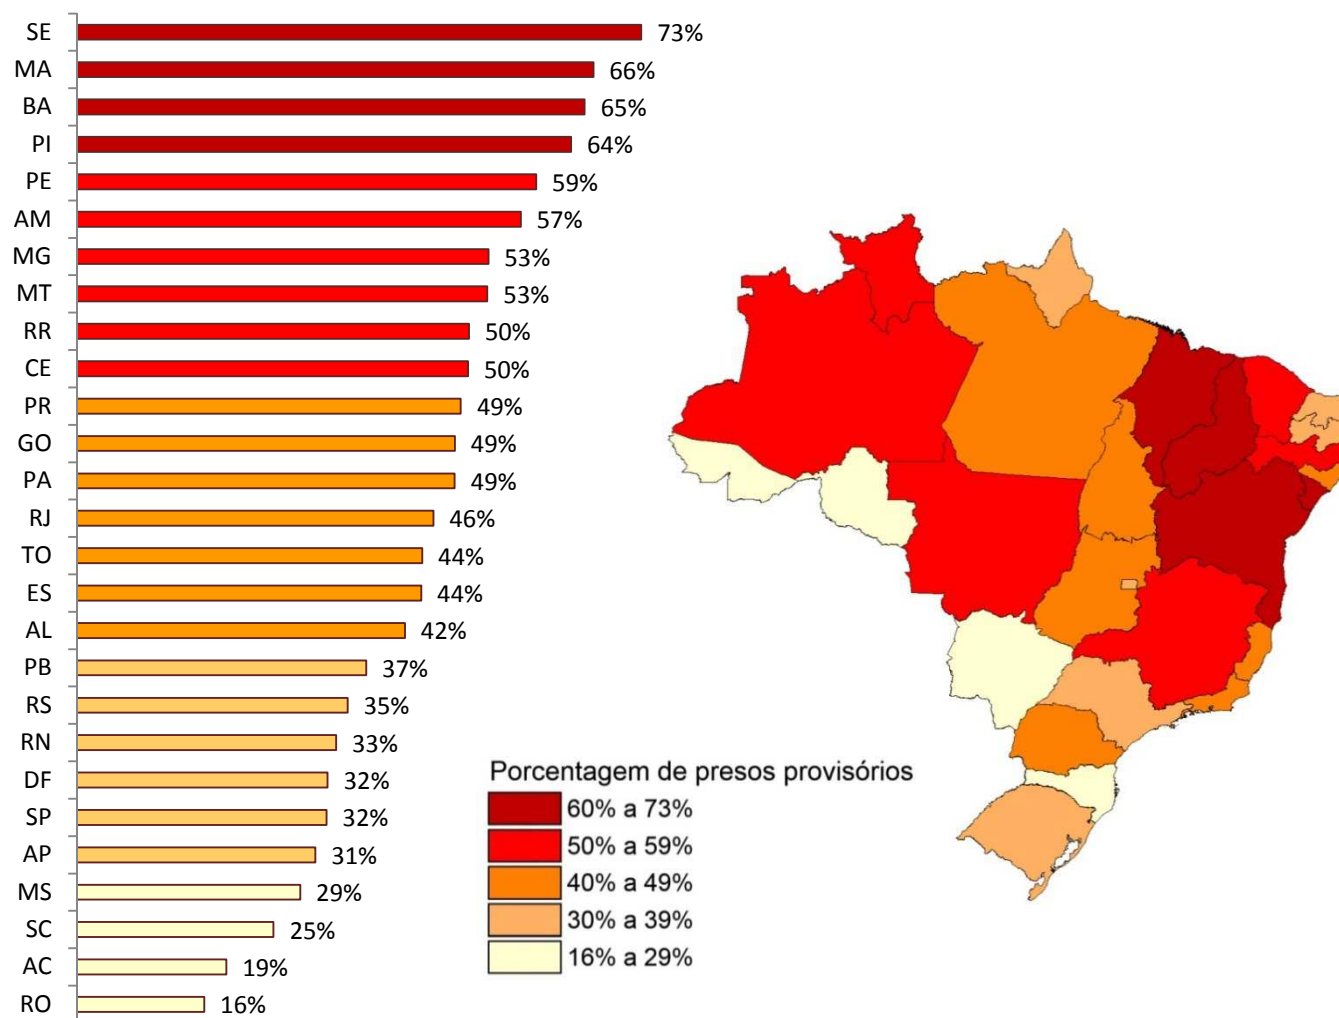 SE 73%
MA 66%
BA 65%
PI 64%
PE 59%
AM 57%
MG 53%
MT 53%
RR 50%
CE 50%
PR 49%
GO 49%
PA 49%
RJ 46%
TO 44%
ES 44%
AL 42%
PB 37%
RS 35%
RN 33%
DF 32%
SP 32%
AP 31%
MS 29%
SC 25%
AC 19%
RO 16%
Porcentagem de presos provisórios
60% a 73%
50% a 59%
40% a 49%
30% a 39%
16% a 29%